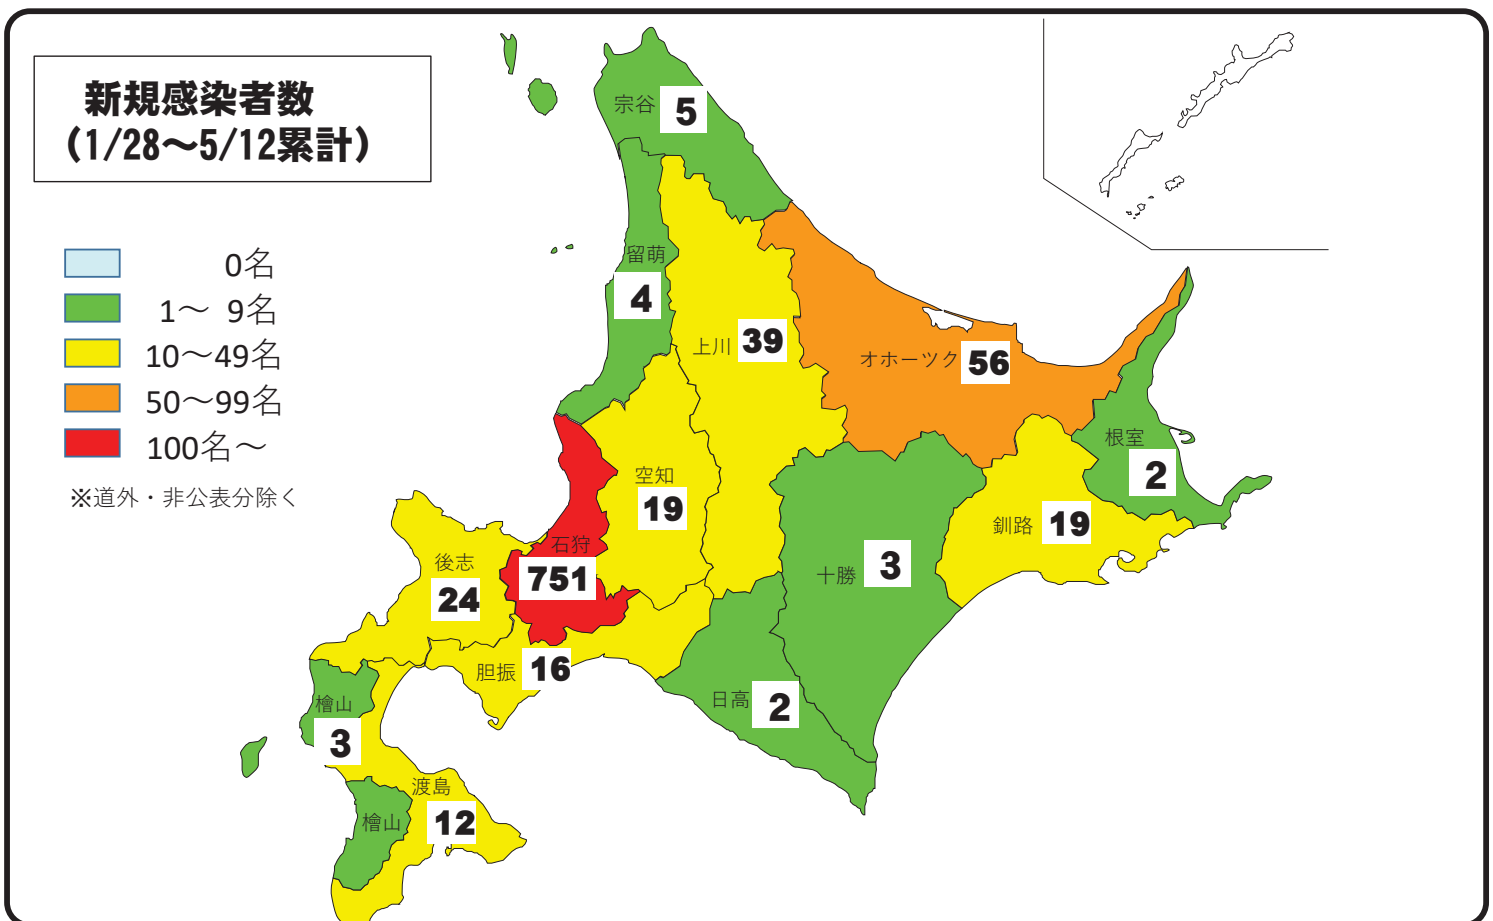 新規感染者数
(1/28～5/12累計)
0名
1～ 9名
10～49名
50～99名
100名～
※道外・非公表分除く
宗谷
5
留萌
4
上川
39
オホーツク
56
根室
2
空知
19
釧路
19
石狩
751
十勝
3
後志
24
胆振
16
日高
2
檜山
3
渡島
12
檜山